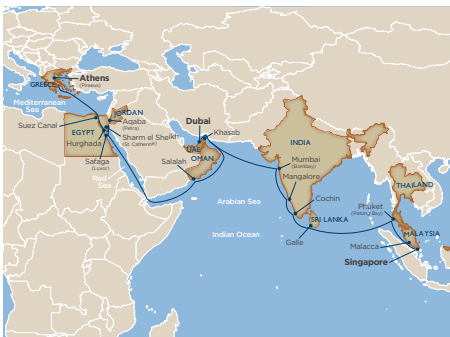 Athens
(Piraeus)
GREECE
Mediterranean
Sea
JORDAN
Suez Canal
Aqaba
(Petra)
EGYPT
Sharm el Sheikh
(St. Catherine)
Hurghada
Safaga
(Luxor)
Red
Sea
Dubai
Khasab
UAE
OMAN
Salalah
INDIA
Mumbai
(Bombay)
Mangalore
Arabian Sea
Cochin
SRI LANKA
Indian Ocean
Galle
THAILAND
Phuket
(Patong Bay)
MALAYSIA
Malacca
Singapore